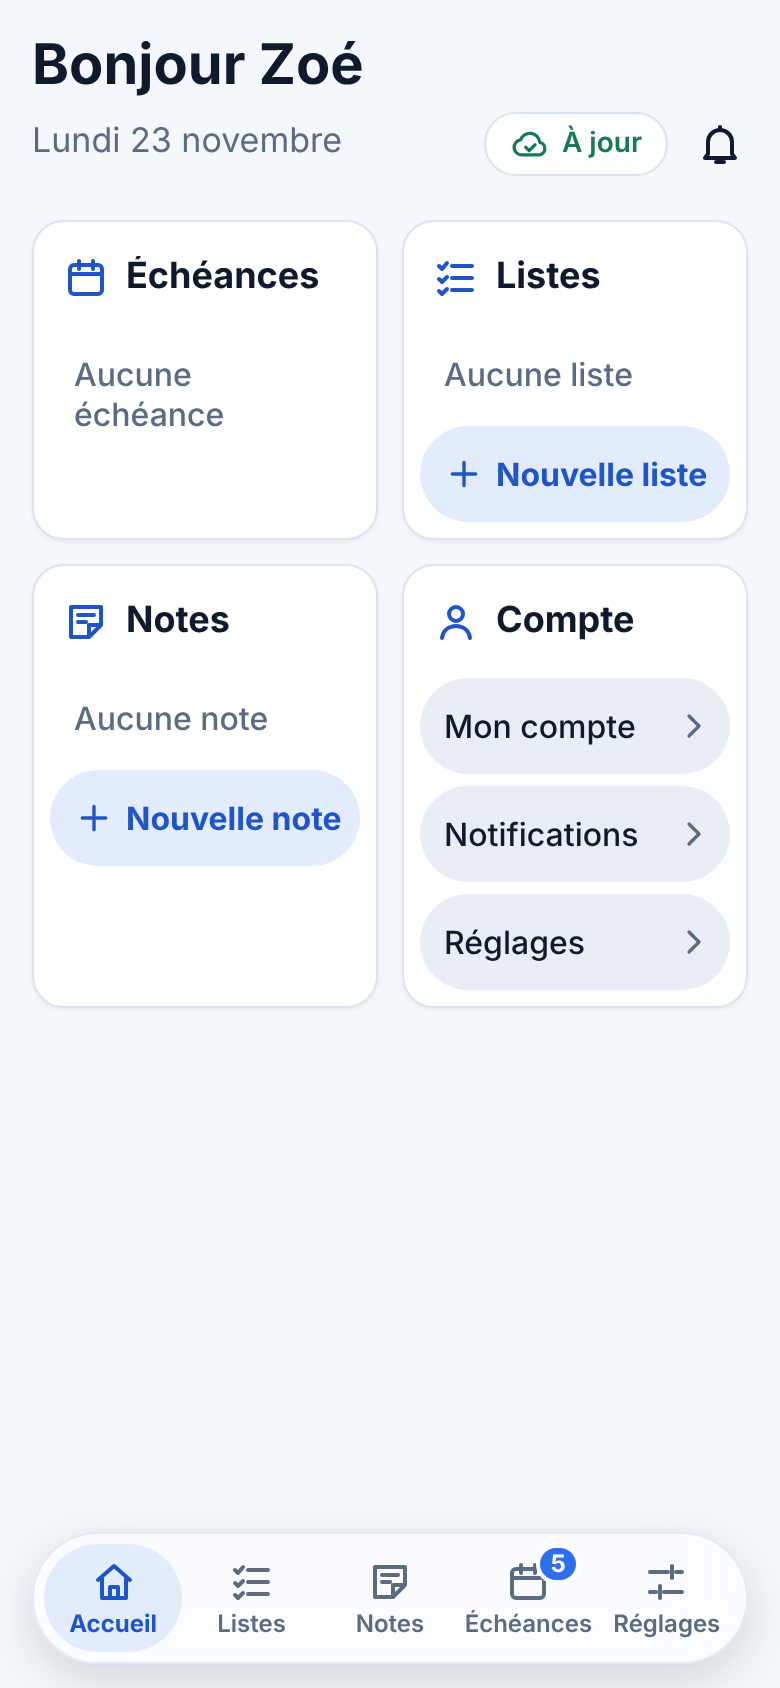 Bonjour Zoé
Lundi 23 novembre
À jour
Échéances
Aucune
échéance
Listes
Aucune liste
Nouvelle liste
Notes
Aucune note
Nouvelle note
Compte
Mon compte
Notifications
Réglages
Accueil
Listes
Notes
5
Échéances
Réglages